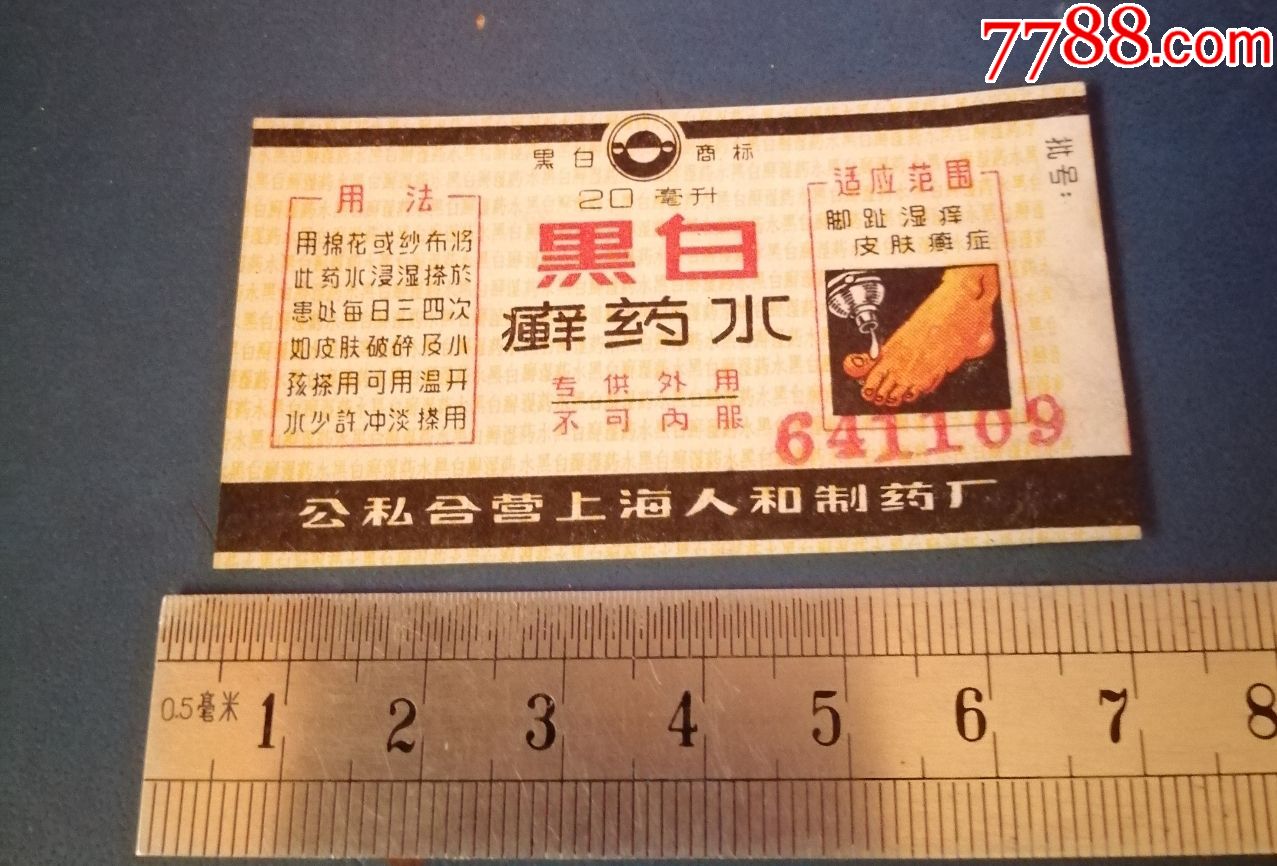 7788.com
黑白 商标
20 毫升
黑白
癣药水
专供外用
不可內服
用 法
用棉花或纱布将
此药水浸湿搽於
患处每日三四次
如皮肤破碎及小
孩搽用可用温开
水少許冲淡搽用
适应范围
脚趾湿痒
皮肤癣症
批号:
641109
公私合营上海人和制药厂
0.5毫米
1 2 3 4 5 6 7 8